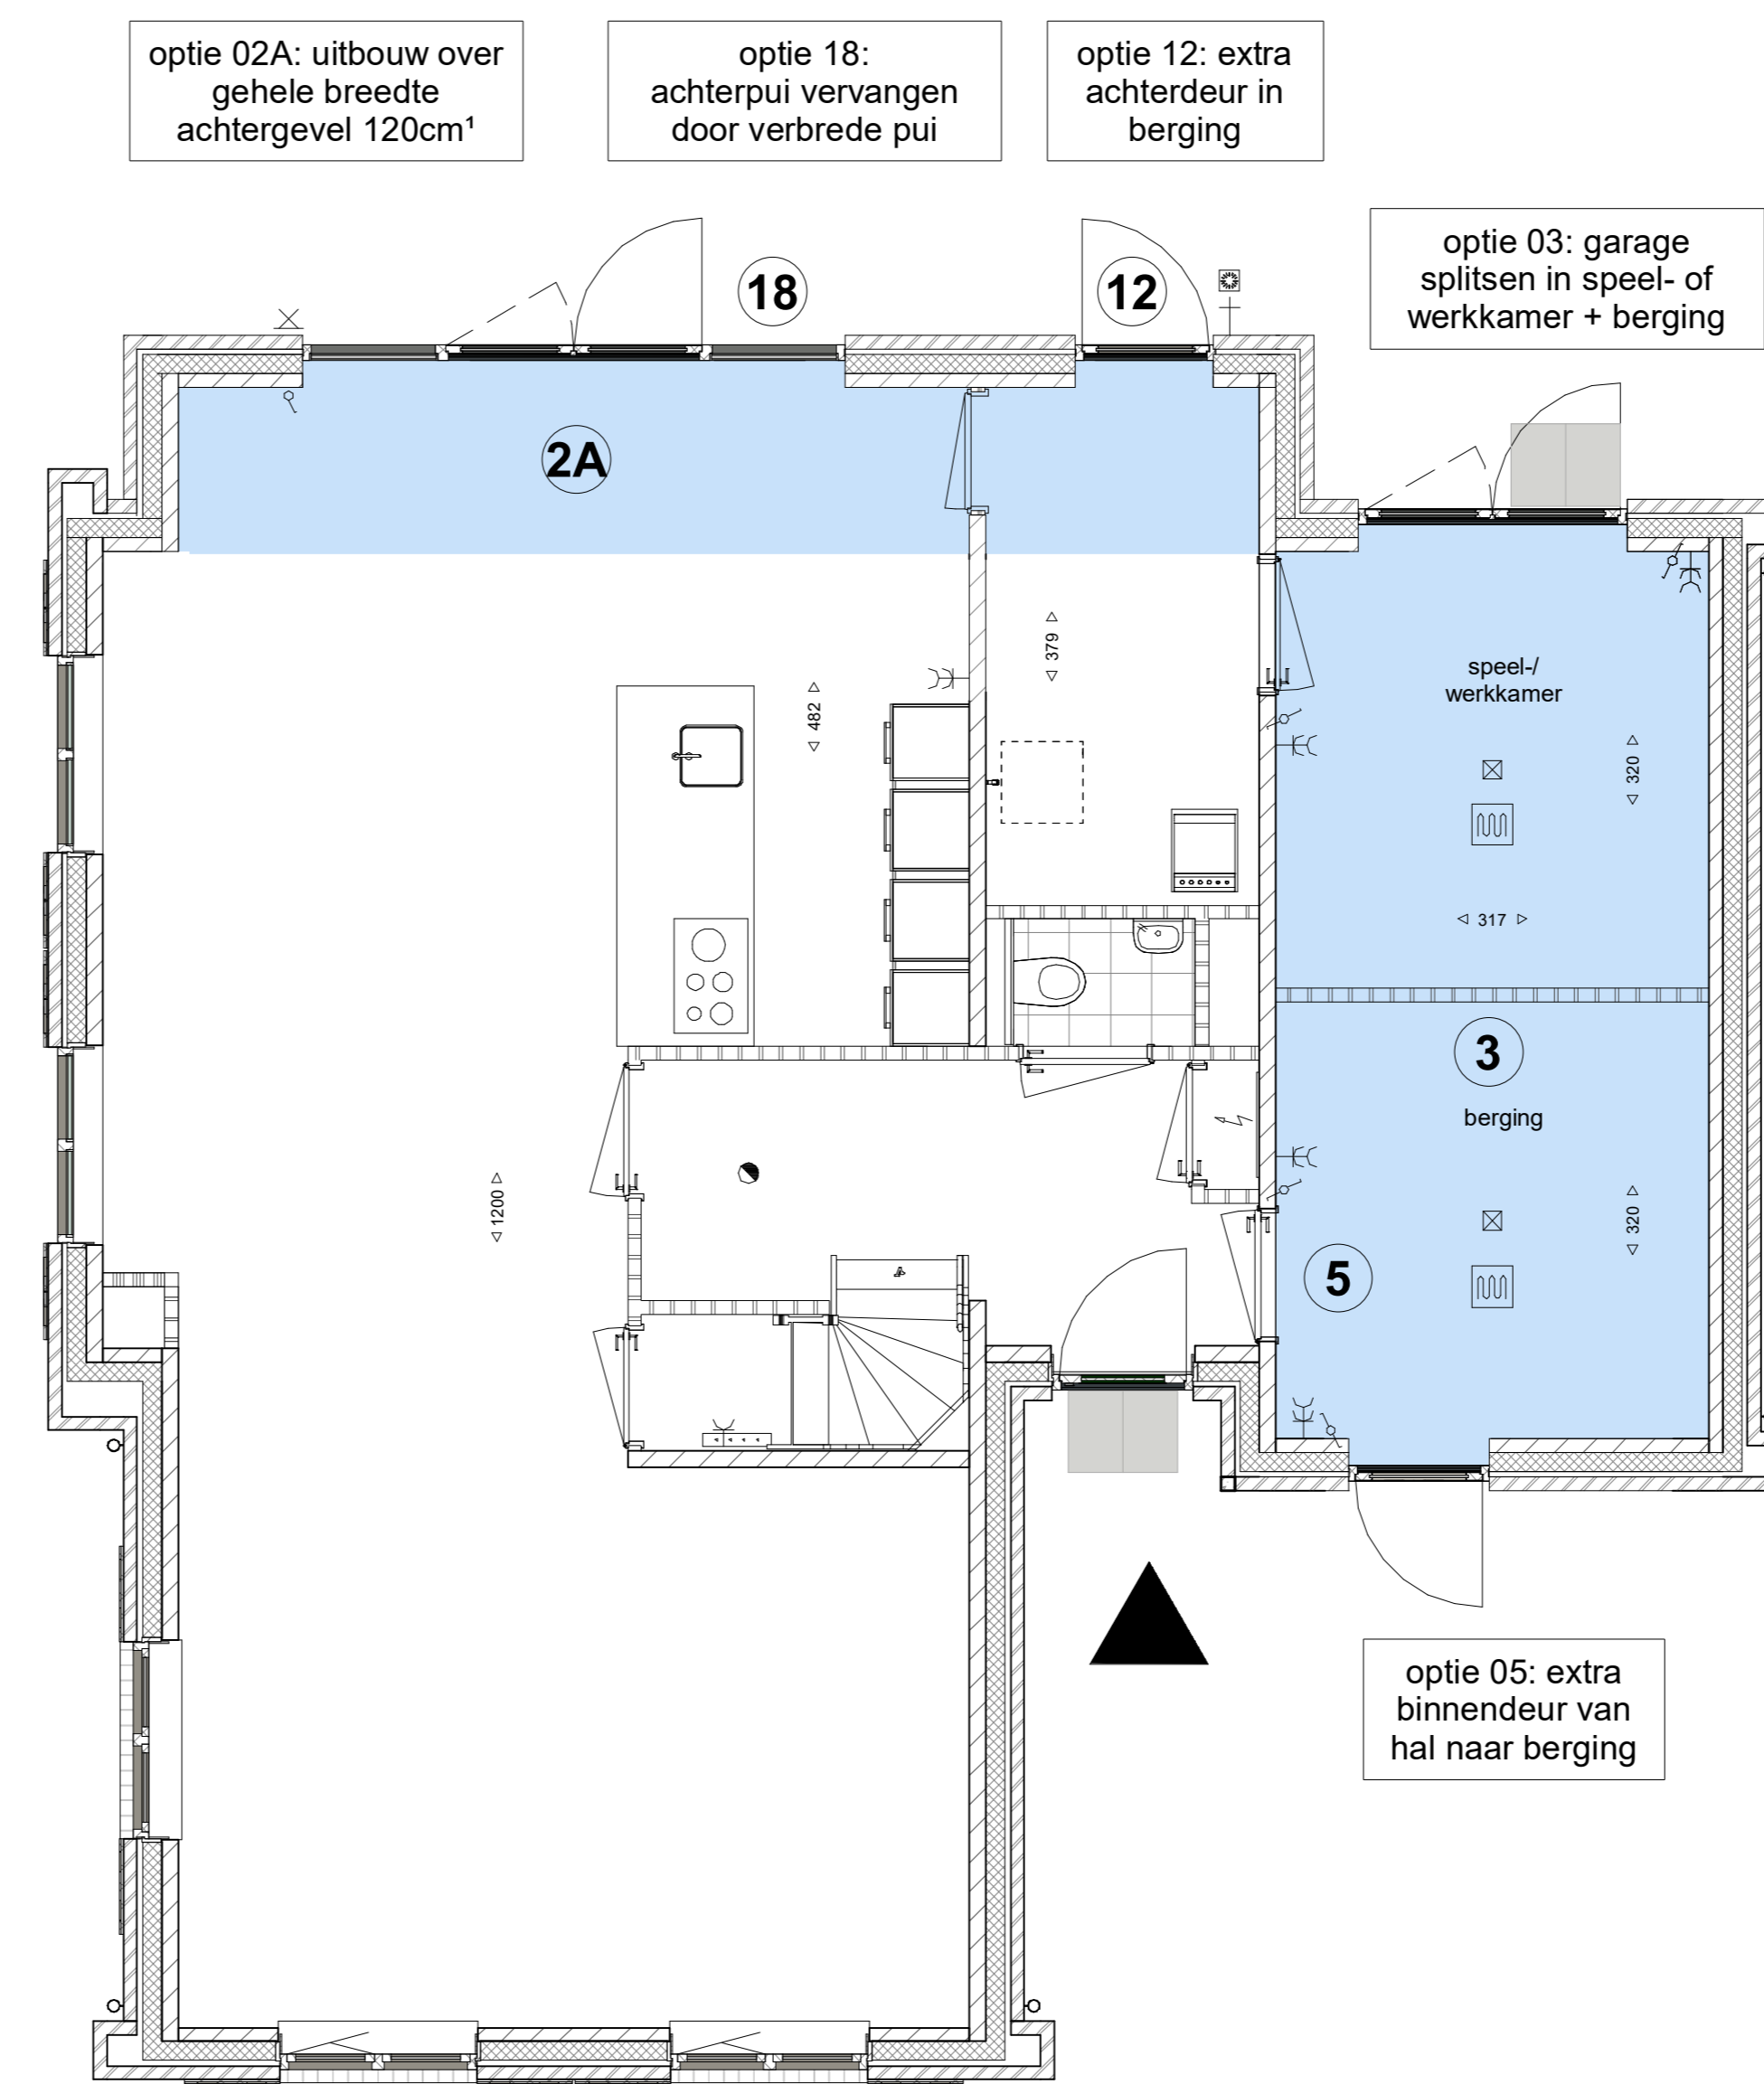 optie 02A: uitbouw over
gehele breedte
achtergevel 120cm¹
optie 18:
achterpui vervangen
door verbrede pui
optie 12: extra
achterdeur in
berging
optie 03: garage
splitsen in speel- of
werkkamer + berging
18
12
2A
379
482
speel-/
werkkamer
320
317
3
berging
1200
320
5
optie 05: extra
binnendeur van
hal naar berging